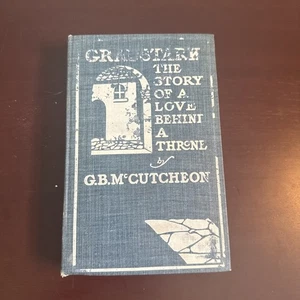 GRAUSTARK
THE
STORY
OF A
LOVE
BEHIND
A
THRONE
by
G.B. McCUTCHEON